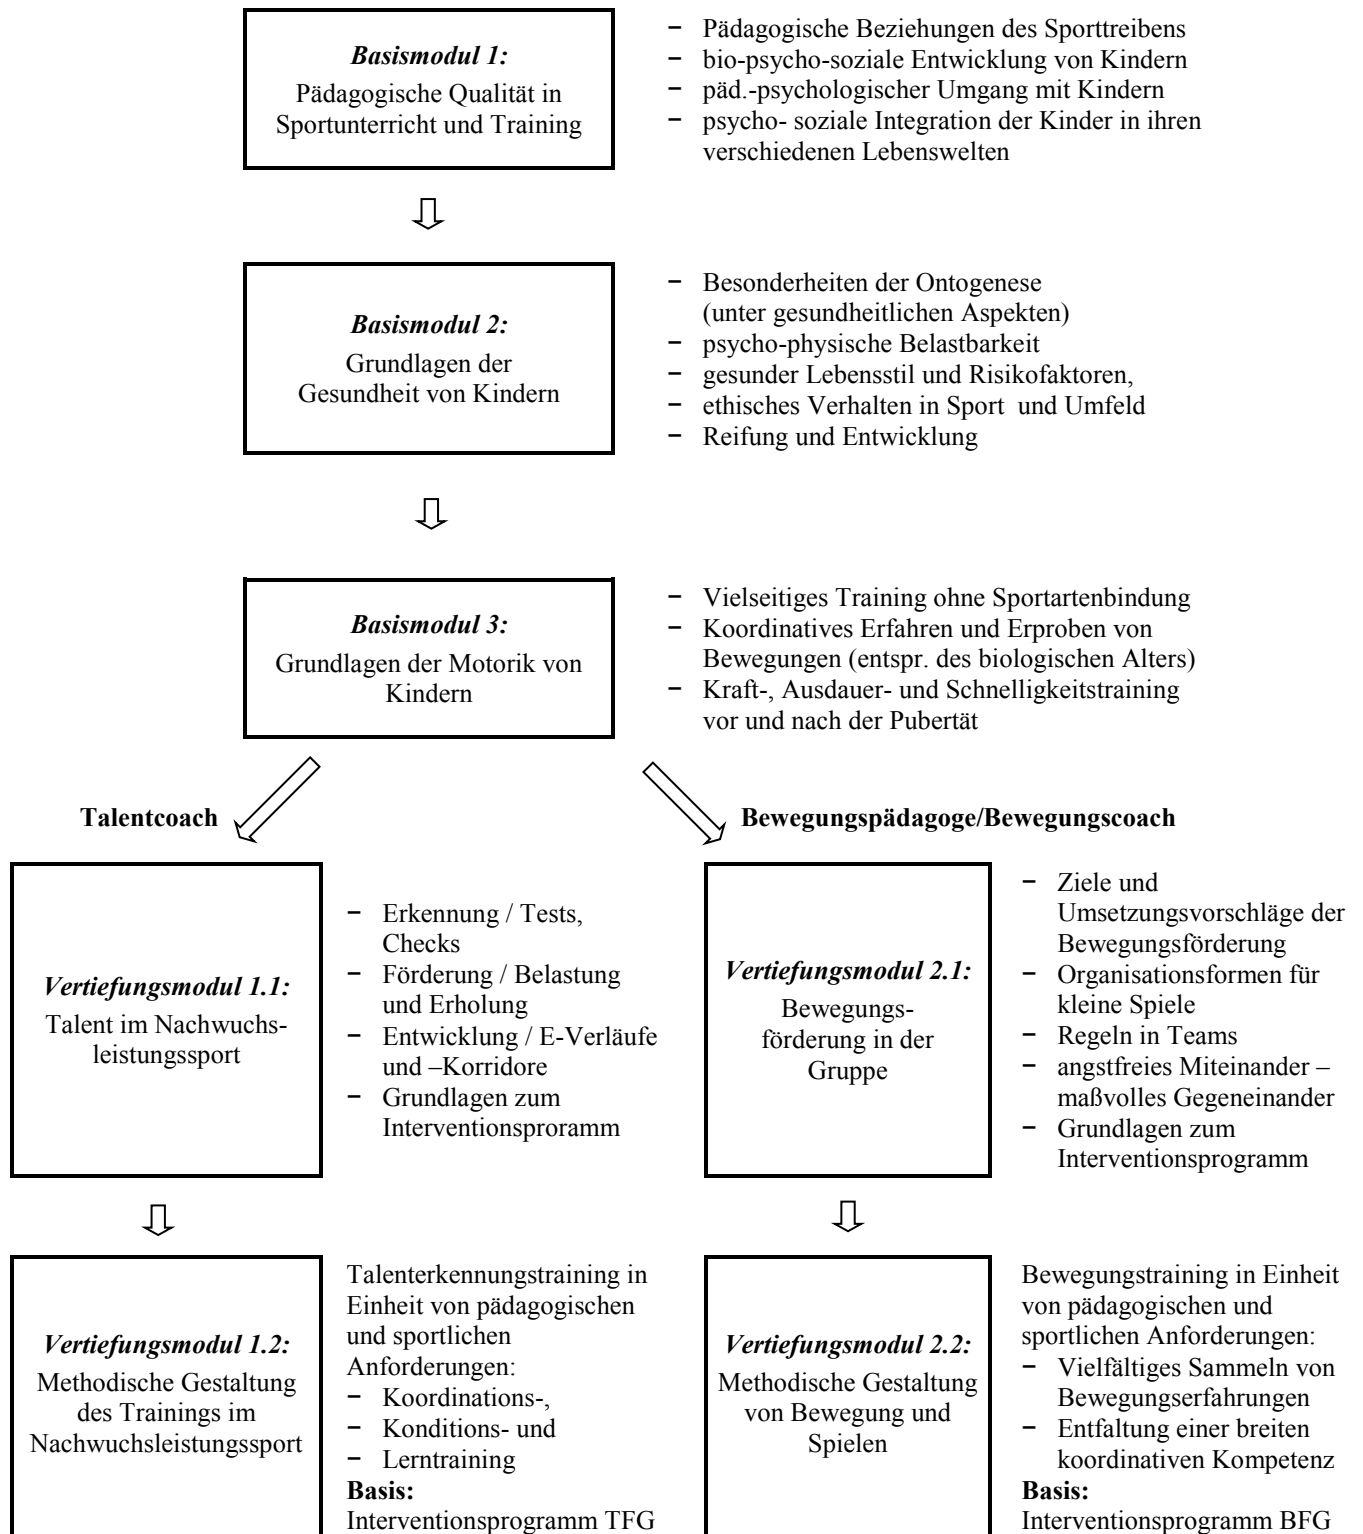 Basismodul 1:
Pädagogische Qualität in
Sportunterricht und Training
− Pädagogische Beziehungen des Sporttreibens
− bio-psycho-soziale Entwicklung von Kindern
− päd.-psychologischer Umgang mit Kindern
− psycho- soziale Integration der Kinder in ihren
verschiedenen Lebenswelten
Basismodul 2:
Grundlagen der
Gesundheit von Kindern
− Besonderheiten der Ontogenese
(unter gesundheitlichen Aspekten)
− psycho-physische Belastbarkeit
− gesunder Lebensstil und Risikofaktoren,
− ethisches Verhalten in Sport und Umfeld
− Reifung und Entwicklung
Basismodul 3:
Grundlagen der Motorik von
Kindern
− Vielseitiges Training ohne Sportartenbindung
− Koordinatives Erfahren und Erproben von
Bewegungen (entspr. des biologischen Alters)
− Kraft-, Ausdauer- und Schnelligkeitstraining
vor und nach der Pubertät
Talentcoach
Bewegungspädagoge/Bewegungscoach
Vertiefungsmodul 1.1:
Talent im Nachwuchs-
leistungssport
− Erkennung / Tests,
Checks
− Förderung / Belastung
und Erholung
− Entwicklung / E-Verläufe
und –Korridore
− Grundlagen zum
Interventionsproramm
Vertiefungsmodul 2.1:
Bewegungs-
förderung in der
Gruppe
− Ziele und
Umsetzungsvorschläge der
Bewegungsförderung
− Organisationsformen für
kleine Spiele
− Regeln in Teams
− angstfreies Miteinander –
maßvolles Gegeneinander
− Grundlagen zum
Interventionsprogramm
Vertiefungsmodul 1.2:
Methodische Gestaltung
des Trainings im
Nachwuchsleistungssport
Talenterkennungstraining in
Einheit von pädagogischen
und sportlichen
Anforderungen:
− Koordinations-,
− Konditions- und
− Lerntraining
Basis:
Interventionsprogramm TFG
Vertiefungsmodul 2.2:
Methodische Gestaltung
von Bewegung und
Spielen
Bewegungstraining in Einheit
von pädagogischen und
sportlichen Anforderungen:
− Vielfältiges Sammeln von
Bewegungserfahrungen
− Entfaltung einer breiten
koordinativen Kompetenz
Basis:
Interventionsprogramm BFG